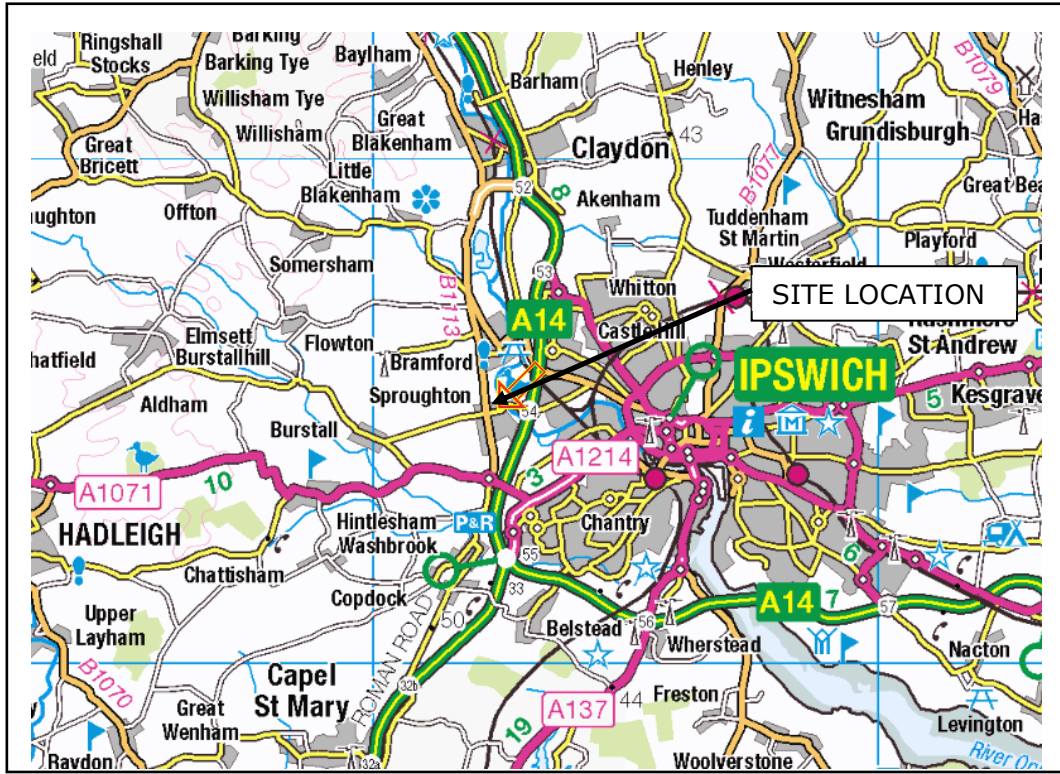 Ringshall
Stocks
Barking
Barking Tye
Baylham
eld
Willisham Tye
Barham
Henley
B1079
Witnesham
Grundisburgh
Great
Bricett
Willisham
Great
Blakenham
Claydon
43
B1077
Little
Blakenham
52
8
Akenham
Great Bea
aughton
Offton
Tuddenham
St Martin
Playford
Somersham
53
Whitton
Westerfield
SITE LOCATION
B1113
A14
Castle Hill
Rushmere
St Andrew
Elmsett
Burstallhill
Flowton
Bramford
IPSWICH
hatfield
Sproughton
5
Kesgrave
Aldham
54
Burstall
A1214
3
A1071
10
HADLEIGH
Hintlesham
Washbrook
P&R
Chantry
Chattisham
55
6
Copdock
33
A14
7
57
Upper
Layham
ROMAN ROAD
50
Belstead
56
Wherstead
Nacton
B1070
Capel
St Mary
32b
Great
Wenham
A137
44
Freston
Levington
19
Raydon
32a
Woolverstone
River